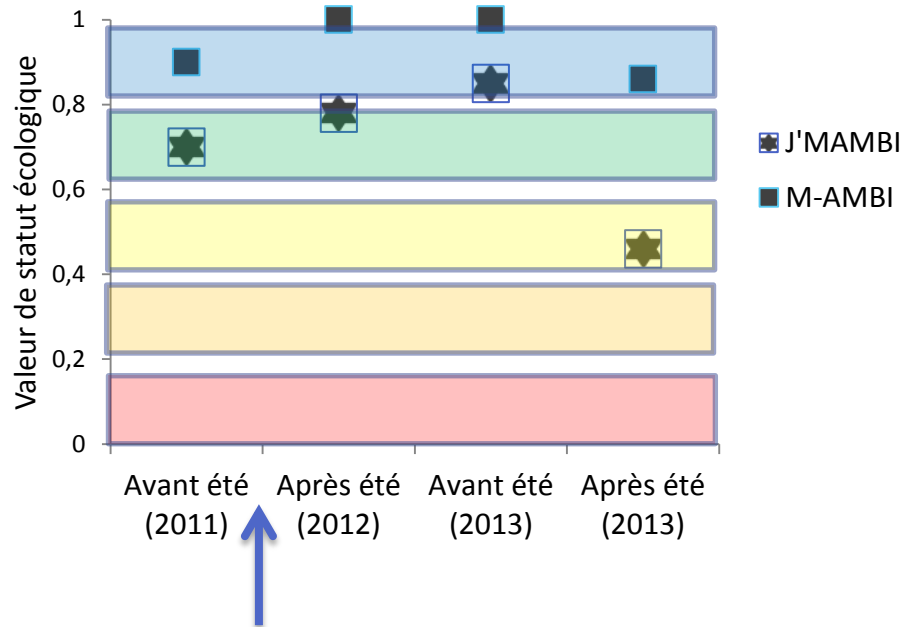 Valeur de statut écologique
1
0,8
0,6
0,4
0,2
0
Avant été
(2011)
Après été
(2012)
Avant été
(2013)
Après été
(2013)
J'MAMBI
M-AMBI